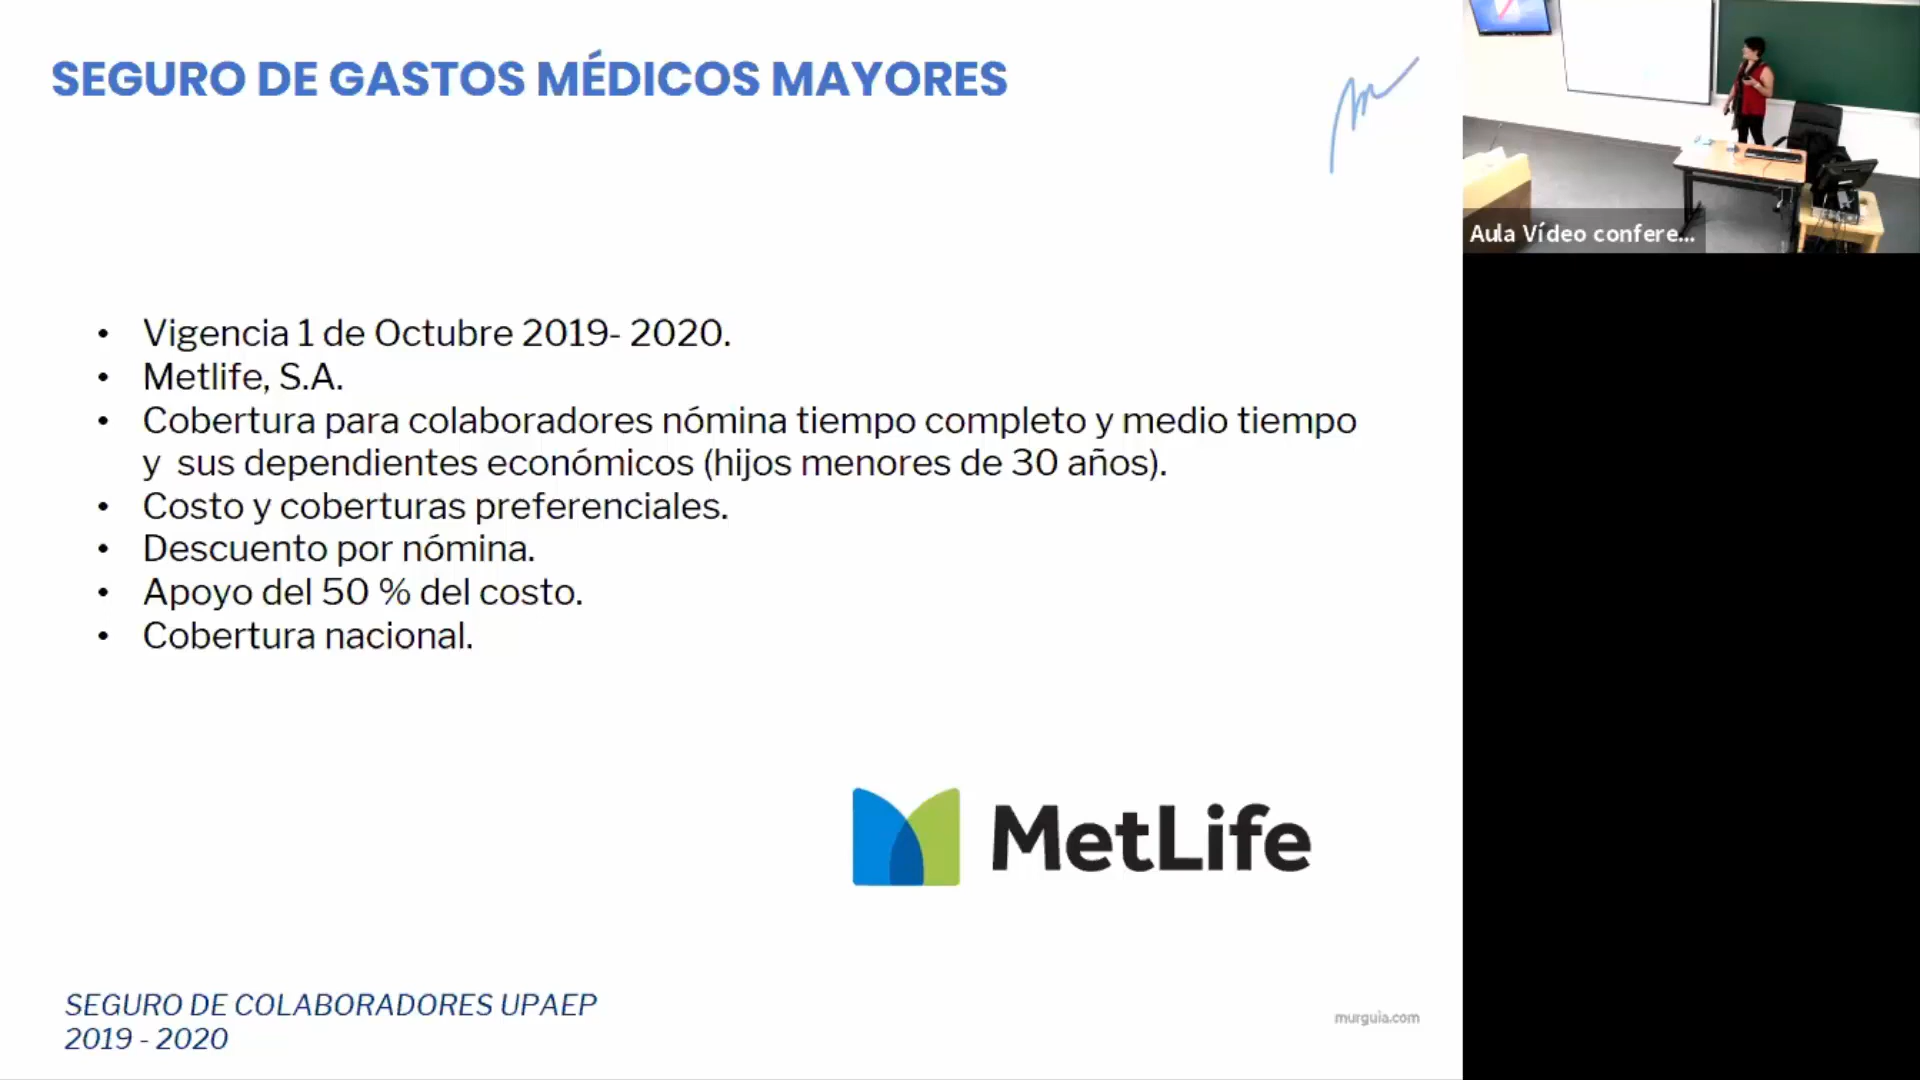 SEGURO DE GASTOS MÉDICOS MAYORES
• Vigencia 1 de Octubre 2019- 2020.
• Metlife, S.A.
• Cobertura para colaboradores nómina tiempo completo y medio tiempo
y  sus dependientes económicos (hijos menores de 30 años).
• Costo y coberturas preferenciales.
• Descuento por nómina.
• Apoyo del 50 % del costo.
• Cobertura nacional.
MetLife
SEGURO DE COLABORADORES UPAEP
2019 - 2020
murguia.com
Aula Vídeo confere...